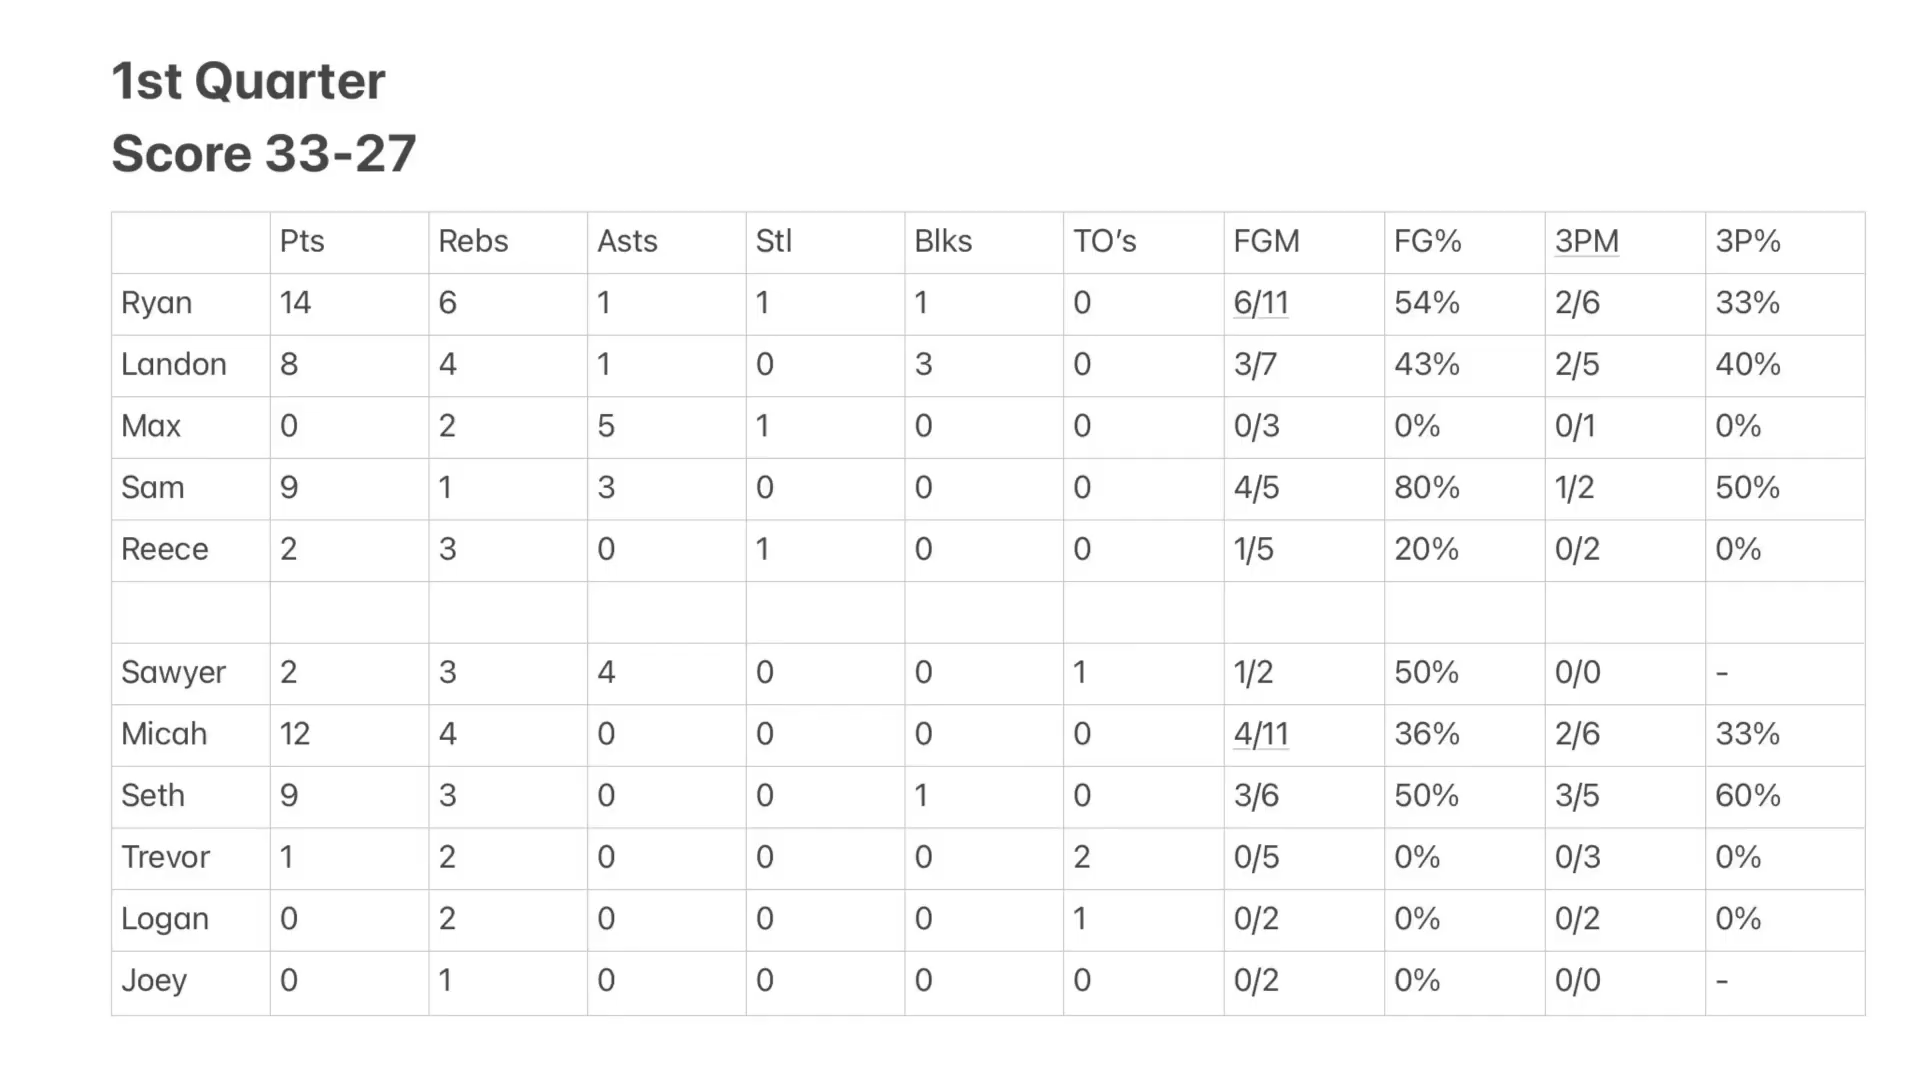 1st Quarter
Score 33-27
Pts Rebs Asts Stl Blks TO's FGM FG% 3PM 3P%
Ryan 14 6 1 1 1 0 6/11 54% 2/6 33%
Landon 8 4 1 0 3 0 3/7 43% 2/5 40%
Max 0 2 5 1 0 0 0/3 0% 0/1 0%
Sam 9 1 3 0 0 0 4/5 80% 1/2 50%
Reece 2 3 0 1 0 0 1/5 20% 0/2 0%
Sawyer 2 3 4 0 0 1 1/2 50% 0/0 -
Micah 12 4 0 0 0 0 4/11 36% 2/6 33%
Seth 9 3 0 0 1 0 3/6 50% 3/5 60%
Trevor 1 2 0 0 0 2 0/5 0% 0/3 0%
Logan 0 2 0 0 0 1 0/2 0% 0/2 0%
Joey 0 1 0 0 0 0 0/2 0% 0/0 -